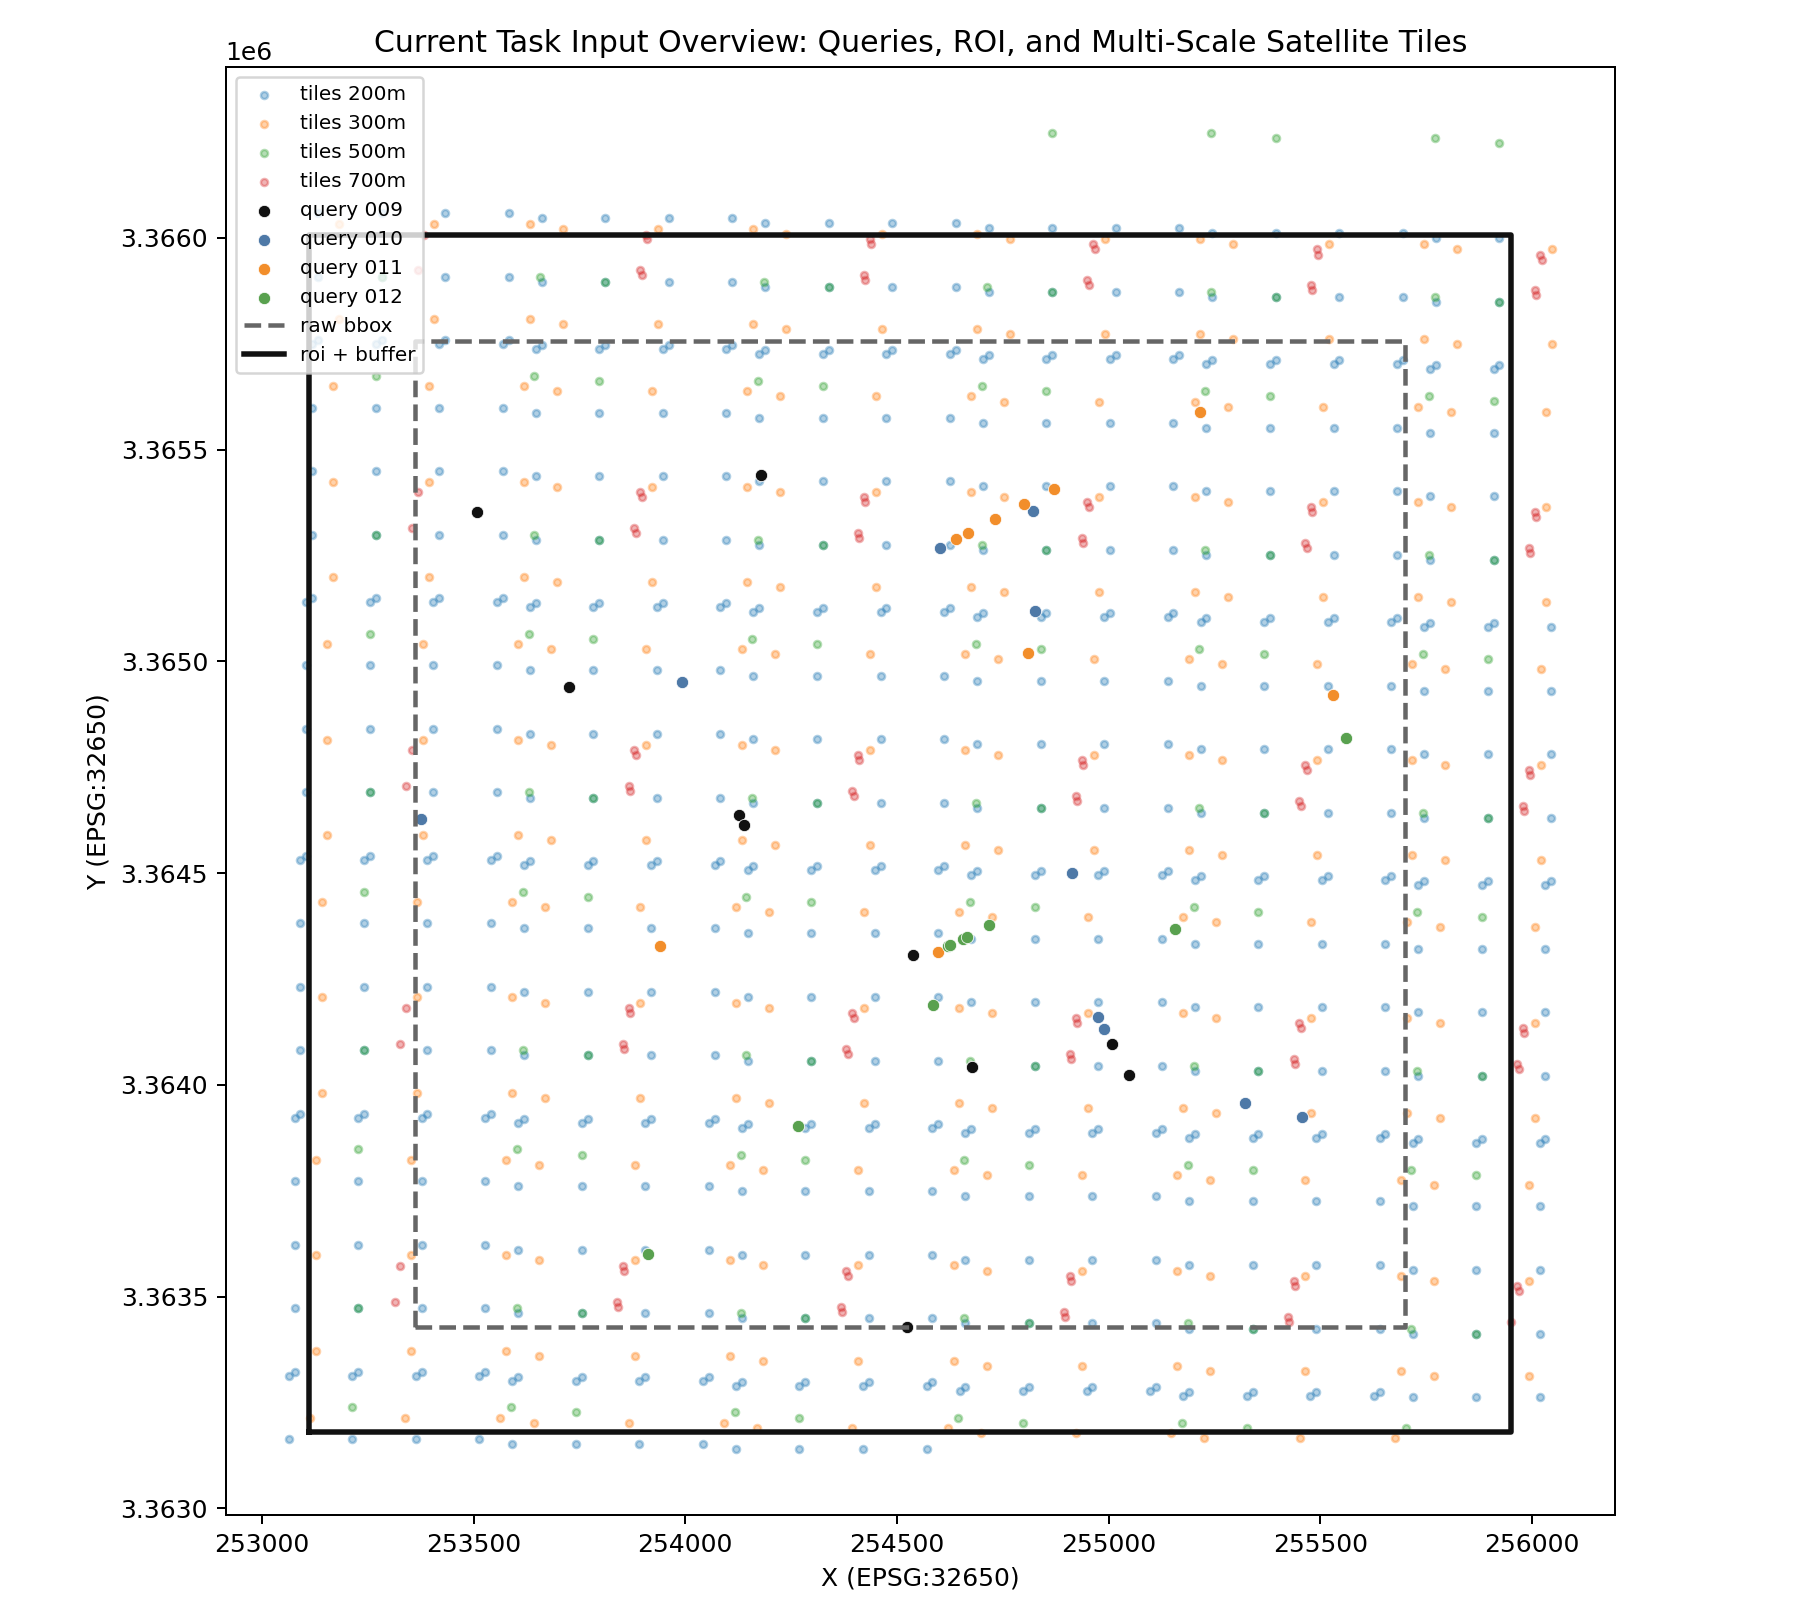 Current Task Input Overview: Queries, ROI, and Multi-Scale Satellite Tiles
1e6
tiles 200m
tiles 300m
tiles 500m
tiles 700m
query 009
query 010
query 011
query 012
raw bbox
roi + buffer
3.3660
3.3655
3.3650
3.3645
3.3640
3.3635
3.3630
Y (EPSG:32650)
253000 253500 254000 254500 255000 255500 256000
X (EPSG:32650)